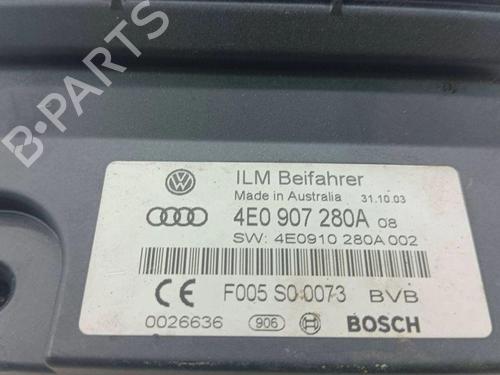 B-PARTS
ILM Beifahrer
Made in Australia 31.10.03
4E0 907 280A 08
SW: 4E0910 280A 002
CE F005 S0 0073 BVB
0026636 906 BOSCH